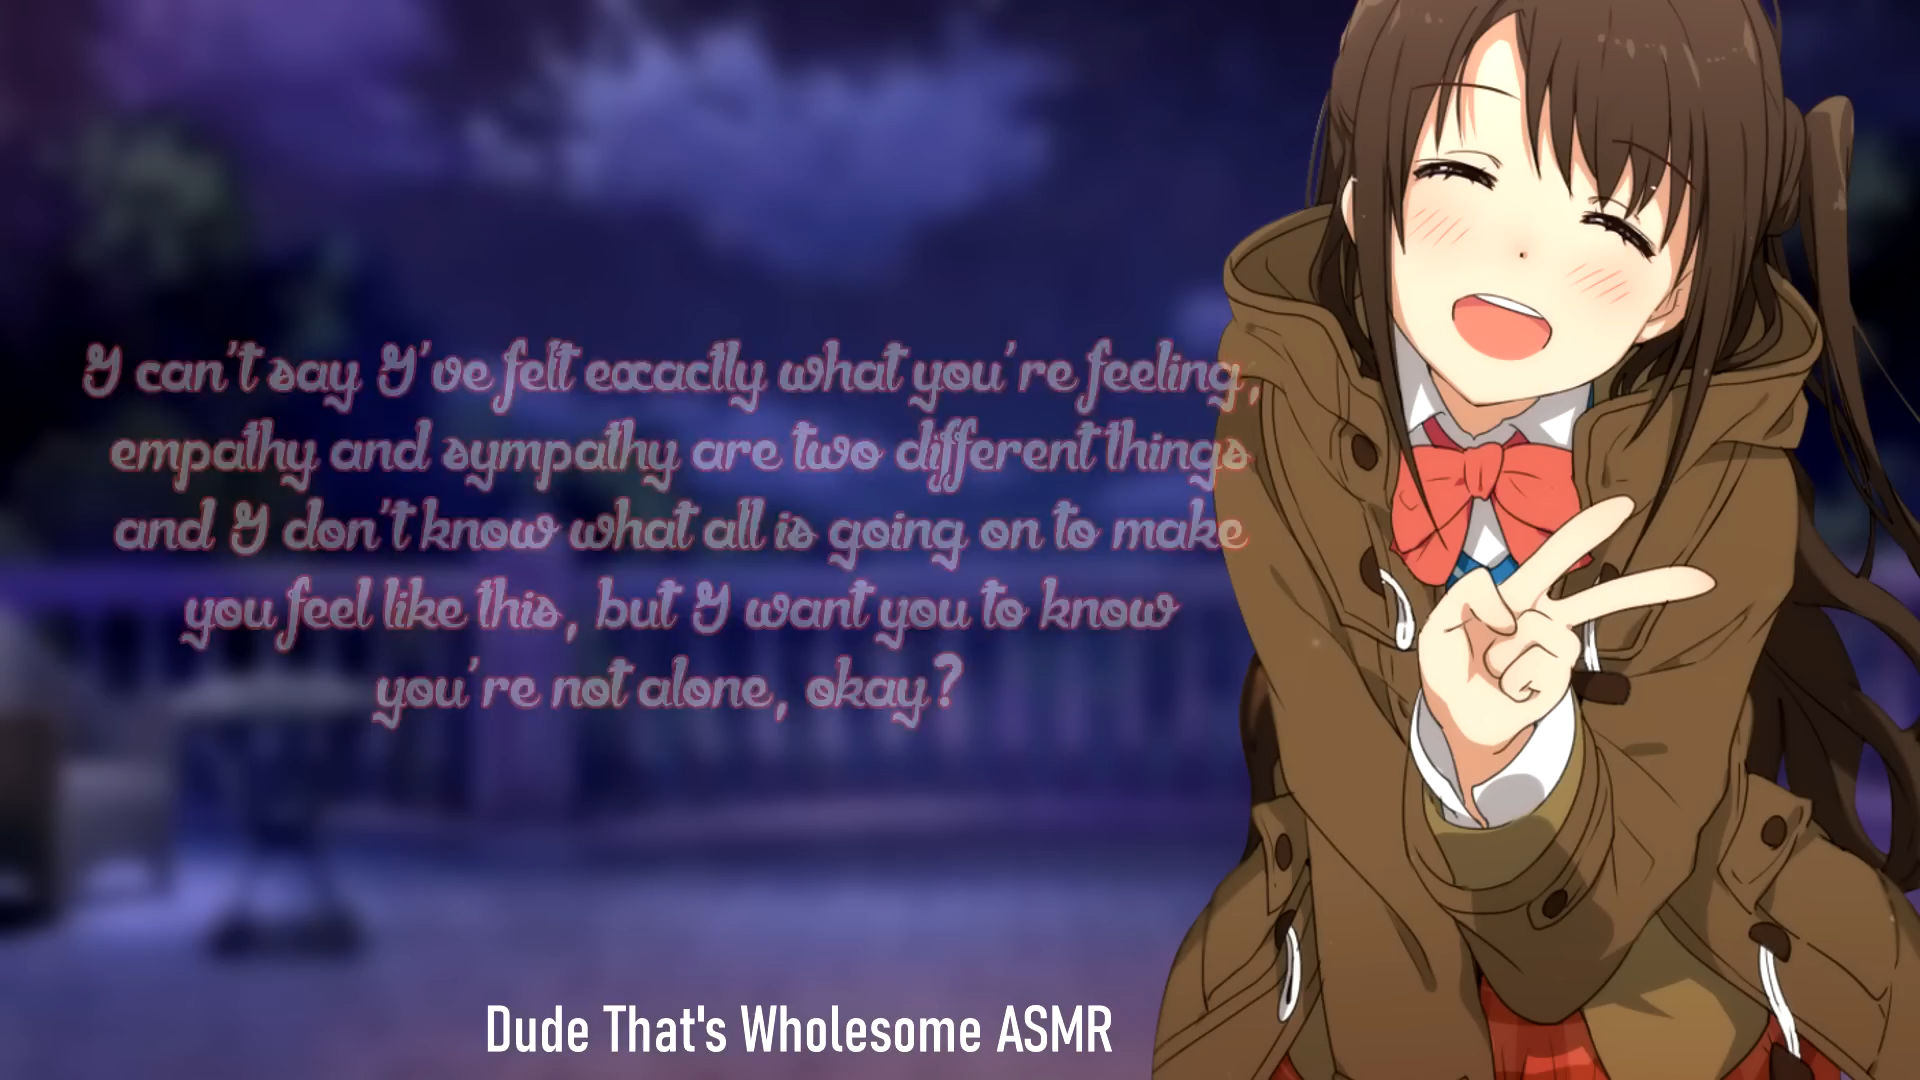 I can't say I've felt exactly what you're feeling,
empathy and sympathy are two different things
and I don't know what all is going on to make
you feel like this, but I want you to know
you're not alone, okay?
Dude That's Wholesome ASMR